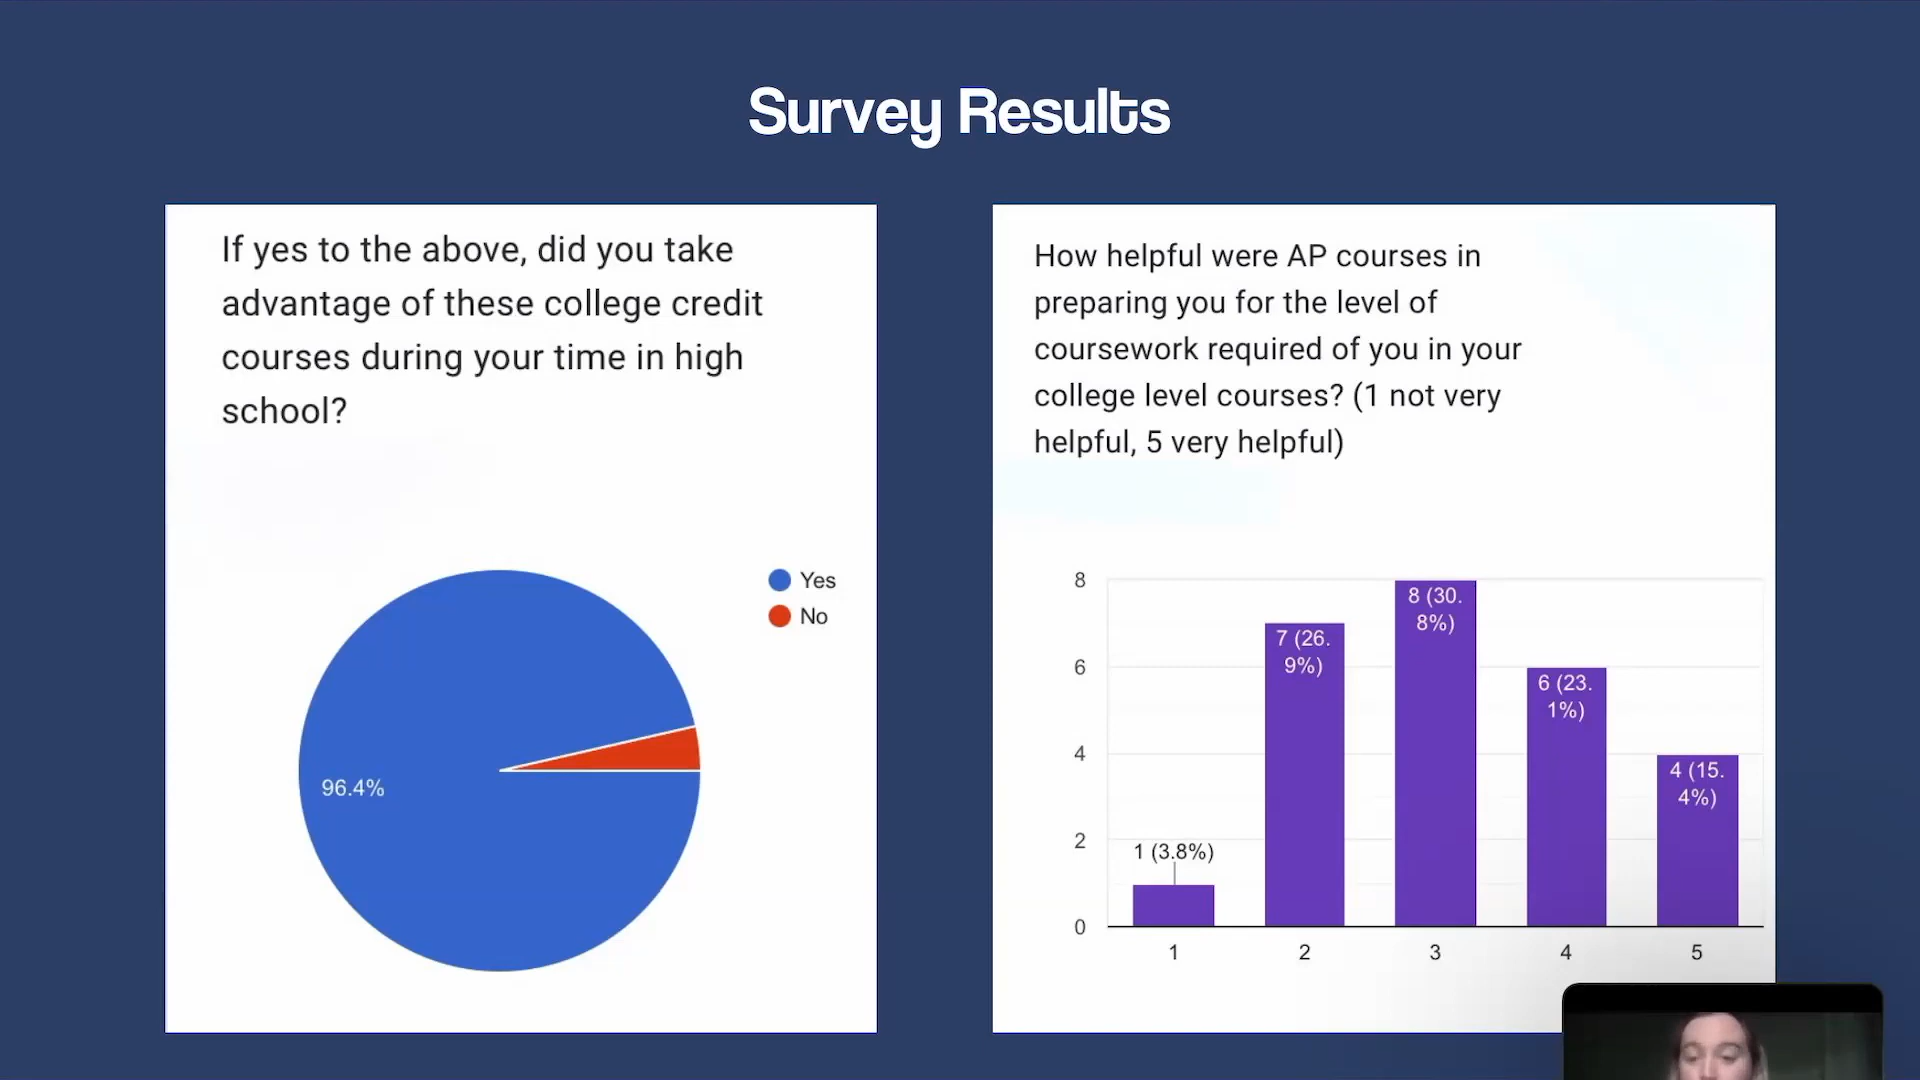 Survey Results
If yes to the above, did you take
advantage of these college credit
courses during your time in high
school?
Yes
No
96.4%
How helpful were AP courses in
preparing you for the level of
coursework required of you in your
college level courses? (1 not very
helpful, 5 very helpful)
8
6
4
2
0
1 (3.8%)
7 (26.
9%)
8 (30.
8%)
6 (23.
1%)
4 (15.
4%)
1
2
3
4
5